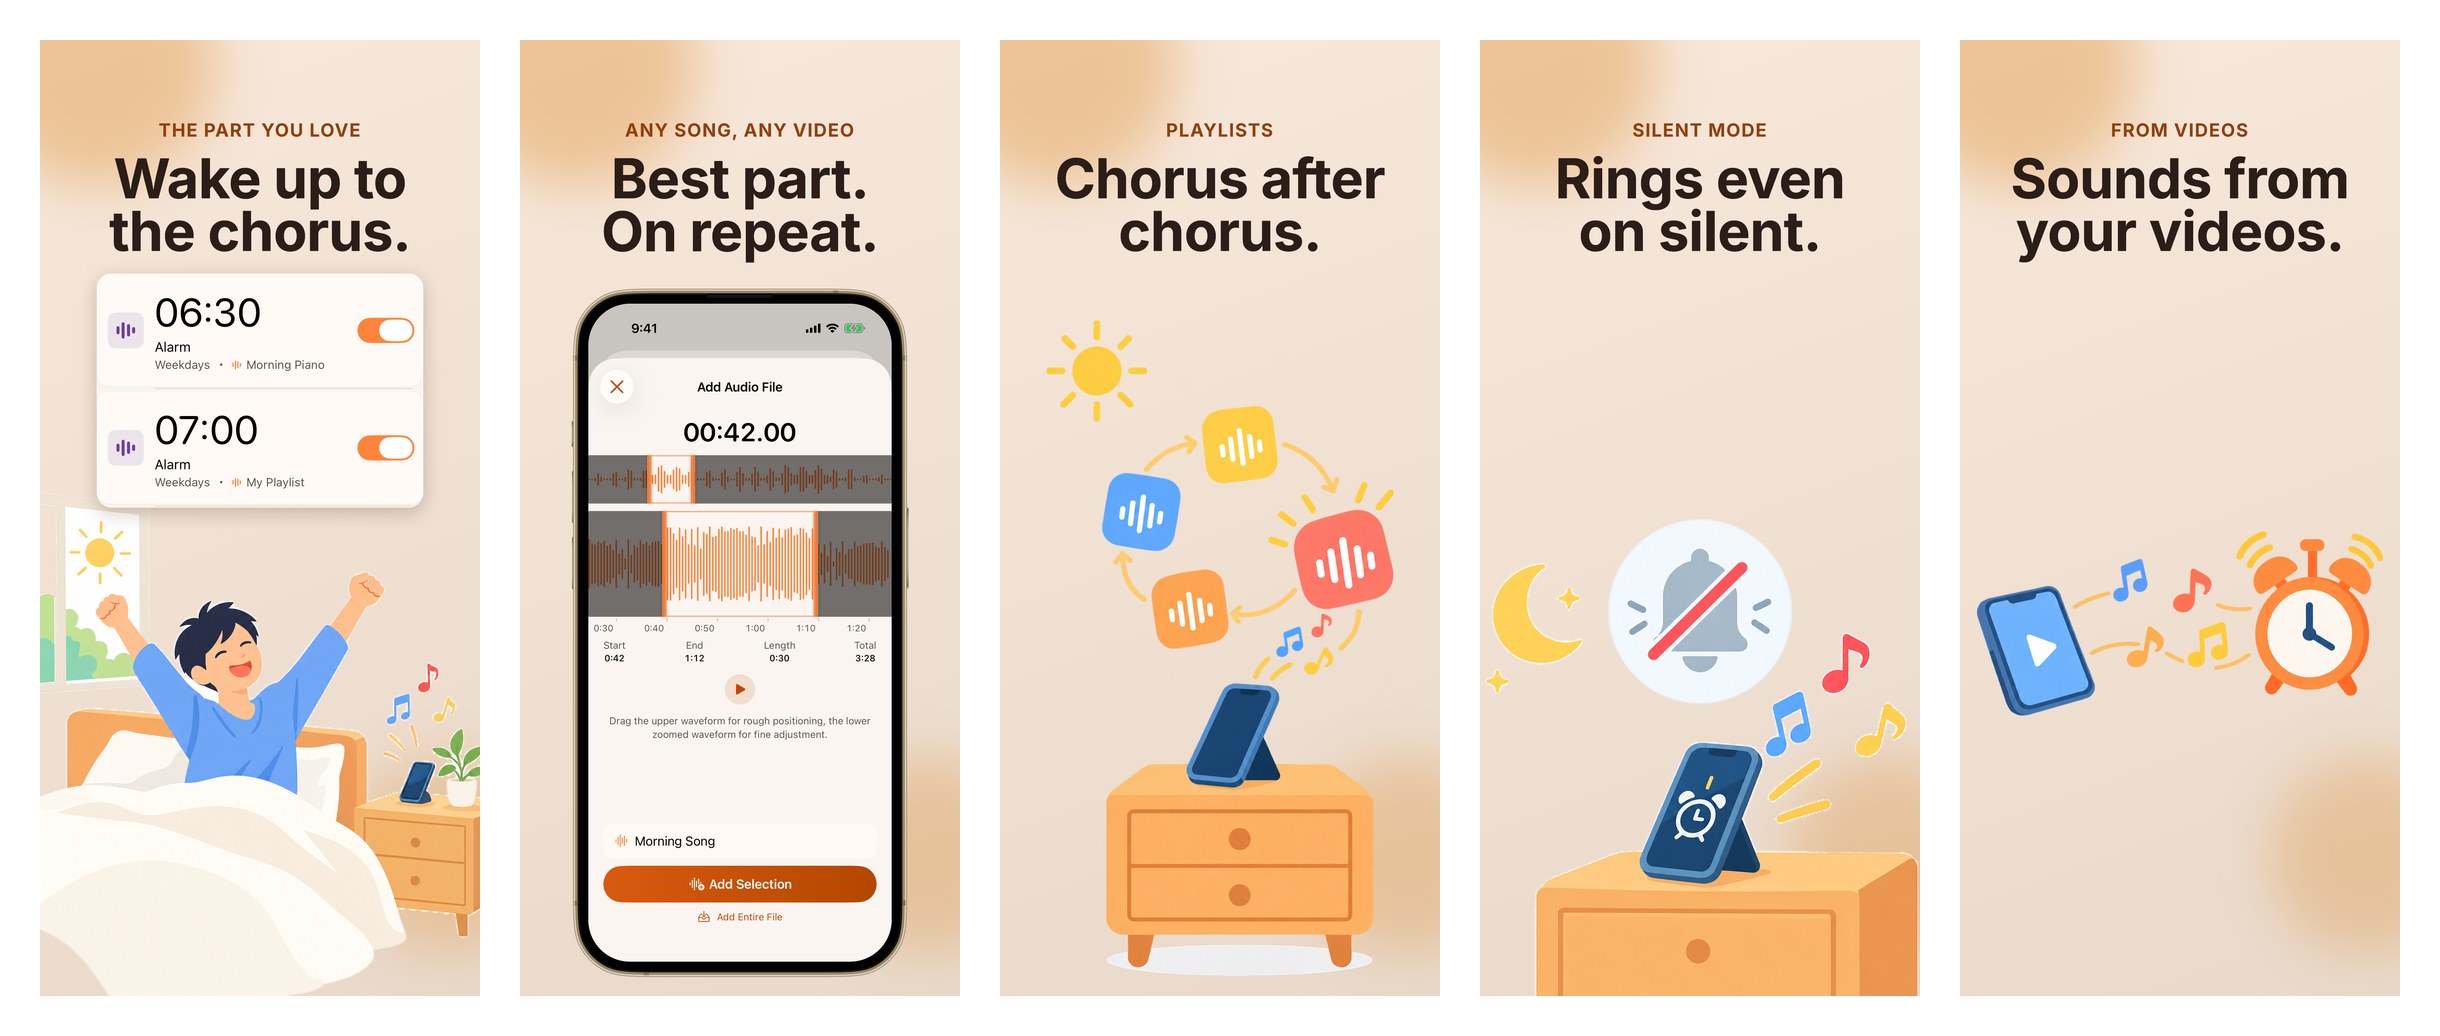 THE PART YOU LOVE
Wake up to
the chorus.
06:30
Alarm
Weekdays • Morning Piano
07:00
Alarm
Weekdays • My Playlist
ANY SONG, ANY VIDEO
Best part.
On repeat.
9:41
Add Audio File
00:42.00
0:30 0:40 0:50 1:00 1:10 1:20
Start End Length Total
0:42 1:12 0:30 3:28
Drag the upper waveform for rough positioning, the lower
zoomed waveform for fine adjustment.
Morning Song
Add Selection
Add Entire File
PLAYLISTS
Chorus after
chorus.
SILENT MODE
Rings even
on silent.
FROM VIDEOS
Sounds from
your videos.